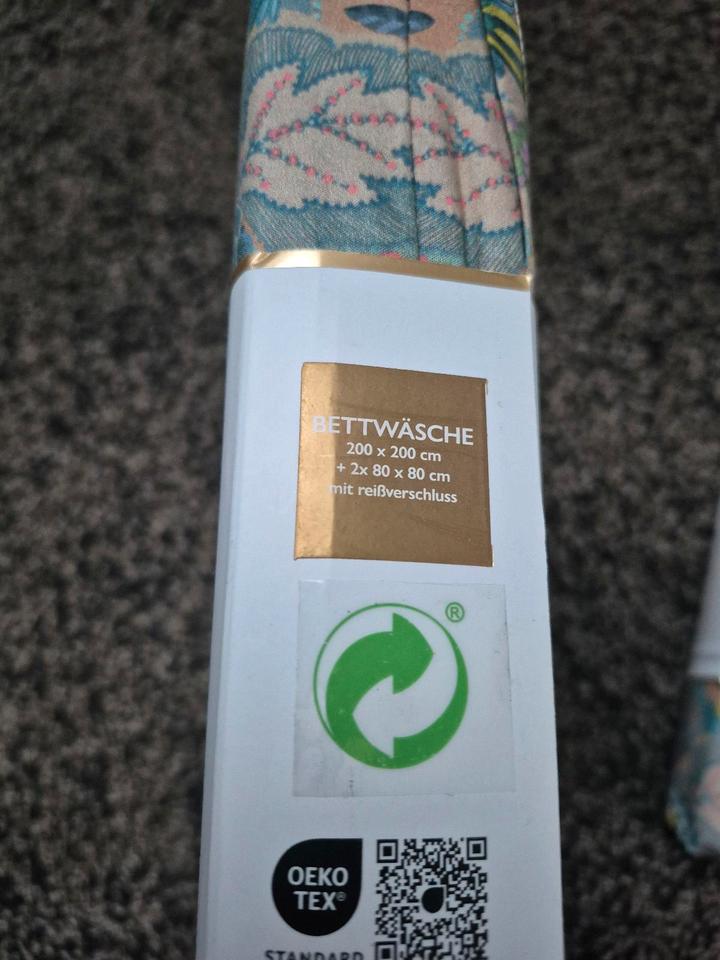 BETTWÄSCHE
200 x 200 cm
+ 2x 80 x 80 cm
mit reißverschluss
®
OEKO
TEX®
STANDARD